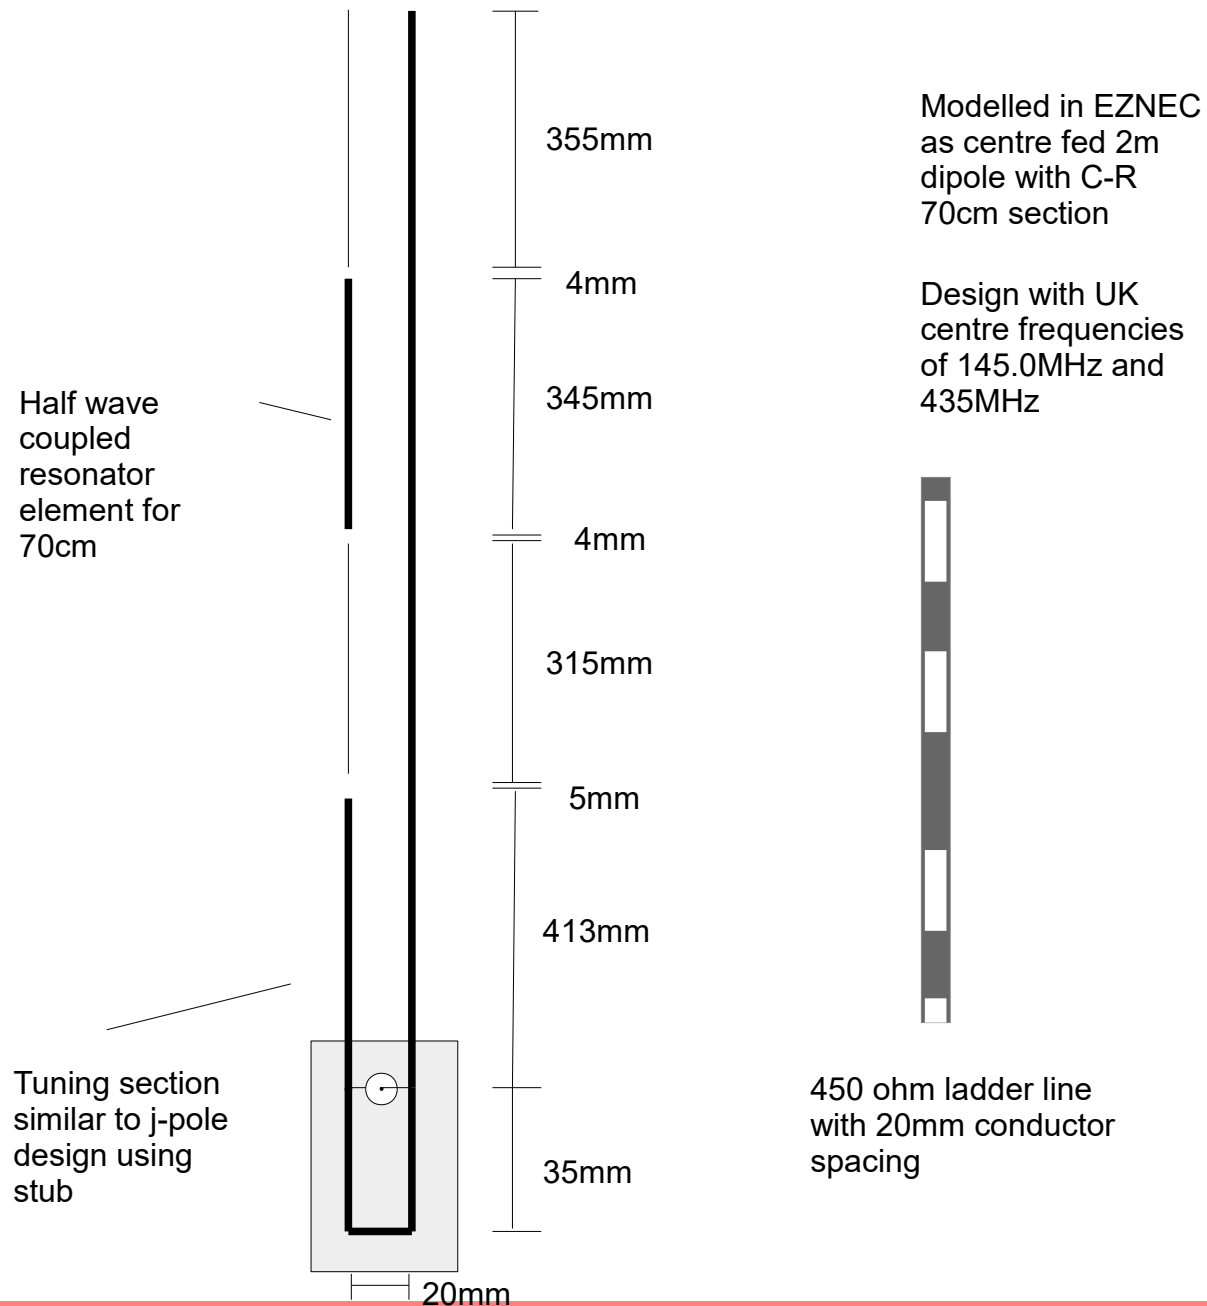 355mm
4mm
345mm
4mm
315mm
5mm
413mm
35mm
20mm
Half wave
coupled
resonator
element for
70cm
Tuning section
similar to j-pole
design using
stub
Modelled in EZNEC
as centre fed 2m
dipole with C-R
70cm section
Design with UK
centre frequencies
of 145.0MHz and
435MHz
450 ohm ladder line
with 20mm conductor
spacing